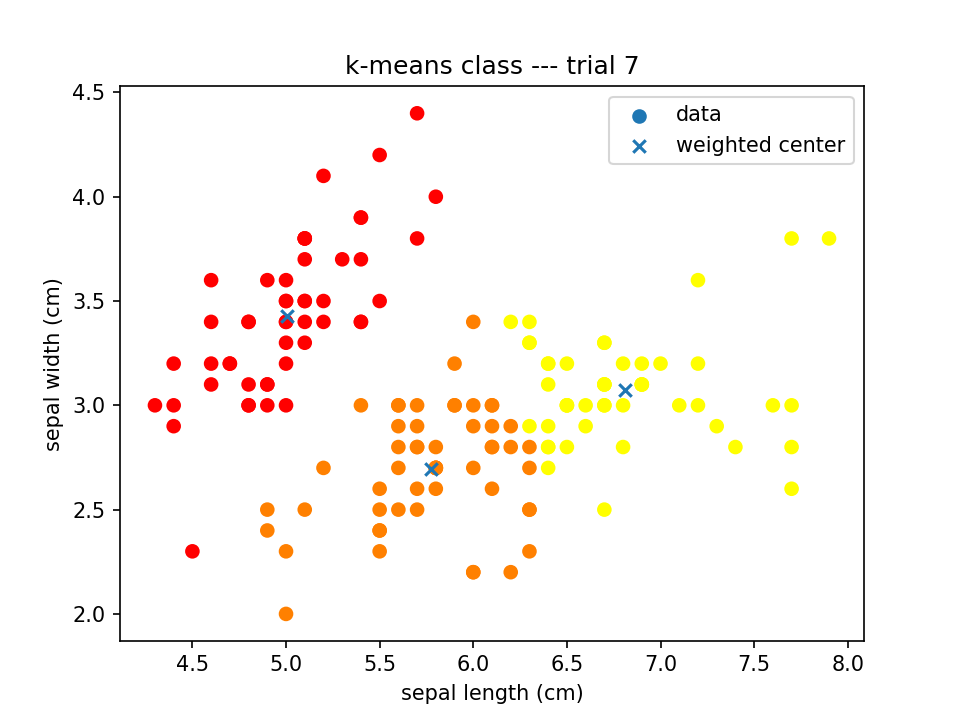 k-means class --- trial 7
data
weighted center
4.5
4.0
3.5
3.0
2.5
2.0
sepal width (cm)
4.5 5.0 5.5 6.0 6.5 7.0 7.5 8.0
sepal length (cm)